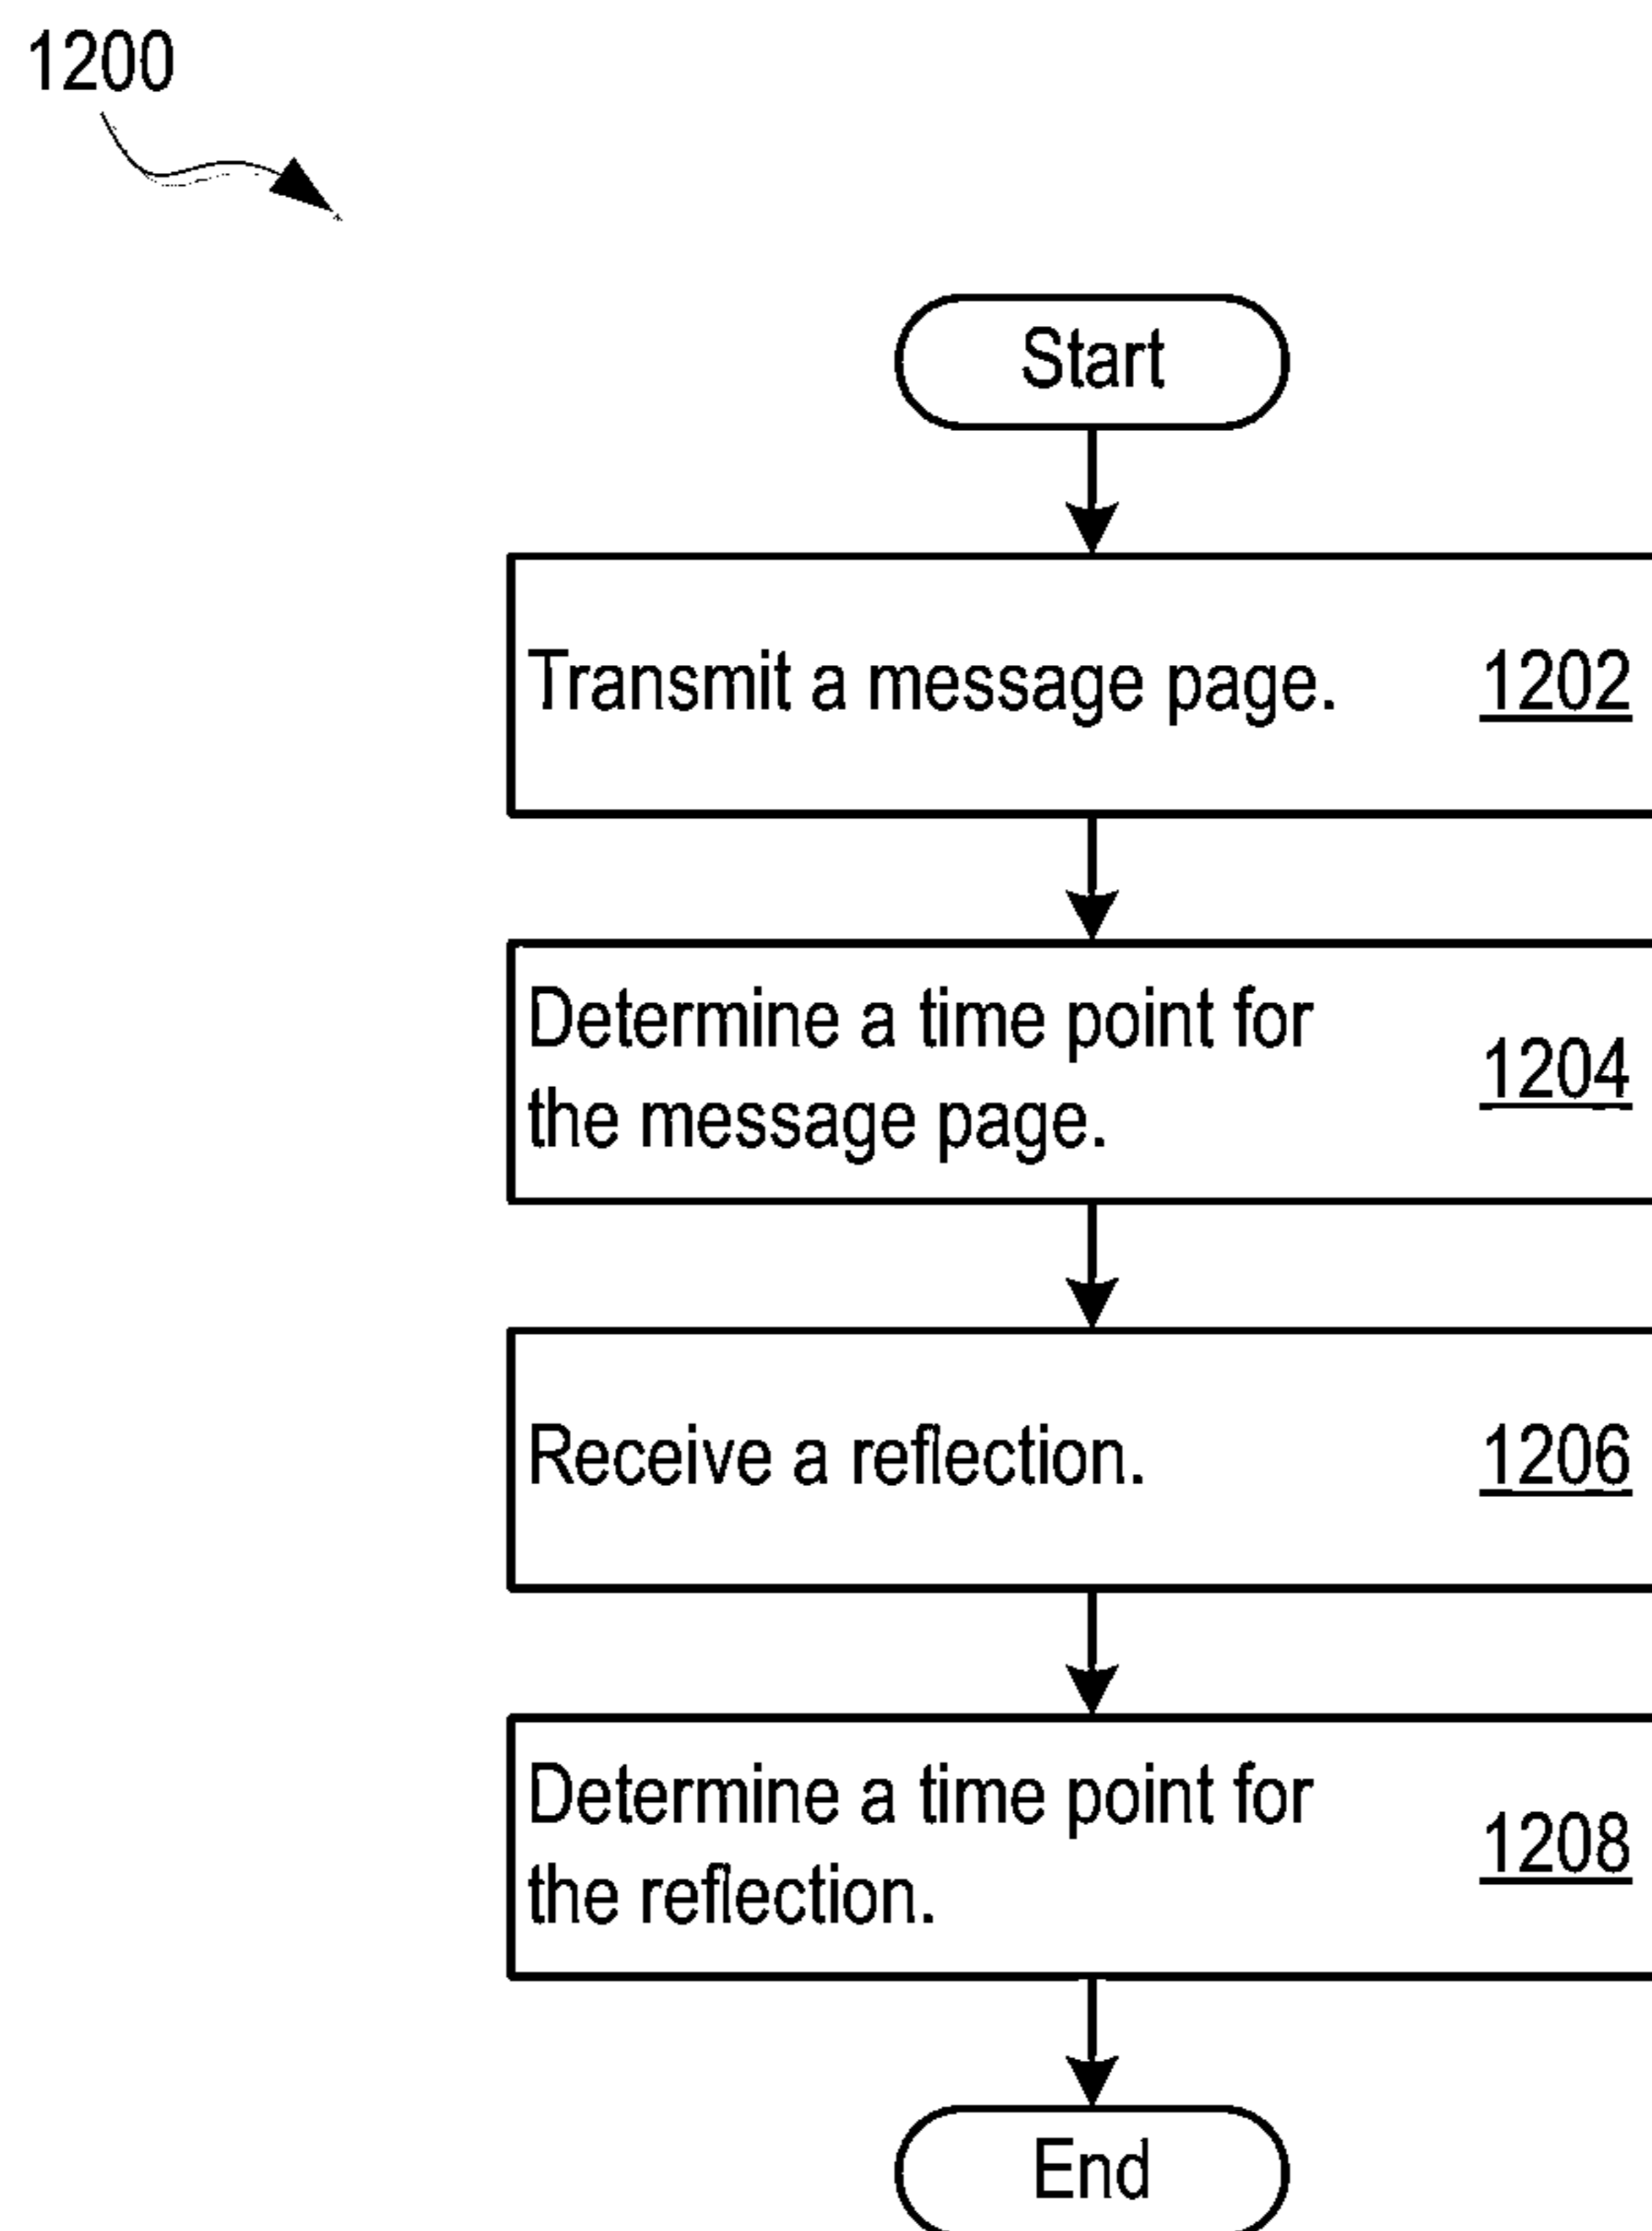 1200
Start
Transmit a message page. 1202
Determine a time point for
the message page. 1204
Receive a reflection. 1206
Determine a time point for
the reflection. 1208
End